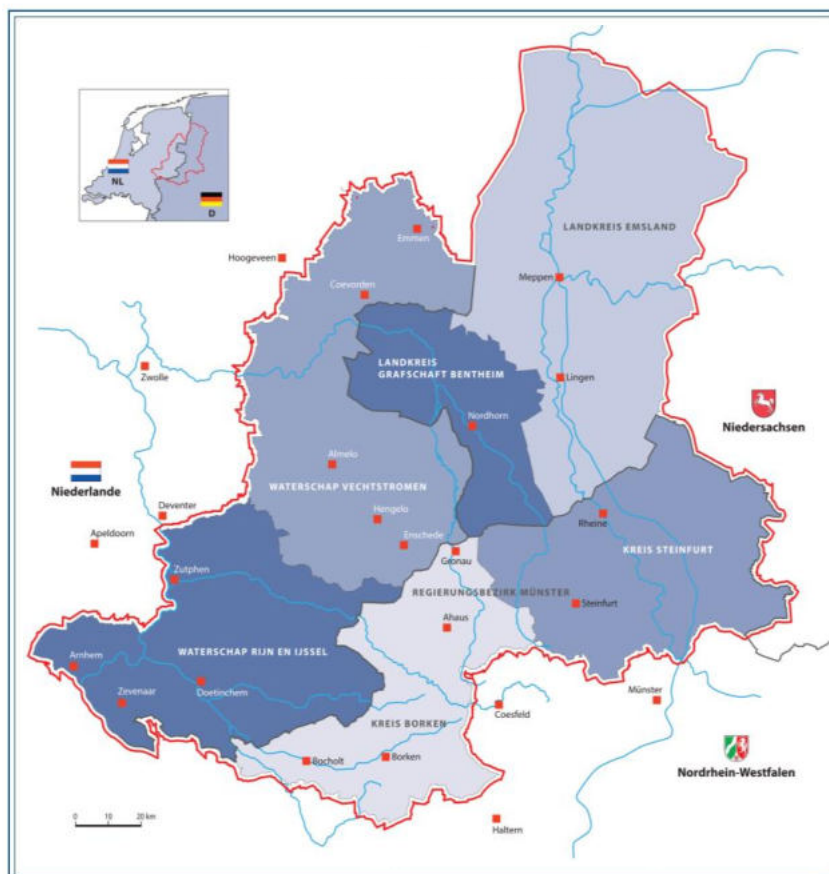 NL
D
Emmen
LANDKREIS EMSLAND
Hoogeveen
Meppen
Coevorden
LANDKREIS
GRAFSCHAFT BENTHEIM
Zwolle
Lingen
Niedersachsen
Nordhorn
Almelo
Niederlande
WATERSCHAP VECHTSTROMEN
Deventer
Hengelo
Rheine
Apeldoorn
Enschede
KREIS STEINFURT
Gronau
Zutphen
REGIERUNGSBEZIRK MÜNSTER
Steinfurt
Ahaus
WATERSCHAP RIJN EN IJSSEL
Arnhem
Zevenaar
Doetinchem
Münster
Coesfeld
KREIS BORKEN
Bocholt
Borken
Nordrhein-Westfalen
0 10 20 km
Haltern